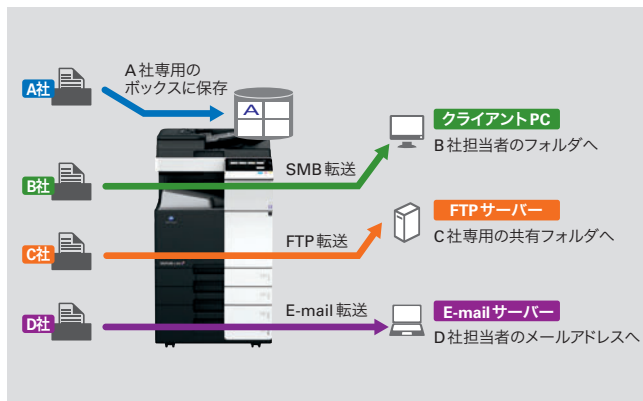 A社専用の
ボックスに保存
A社
A
クライアントPC
B社担当者のフォルダへ
SMB転送
B社
FTPサーバー
C社専用の共有フォルダへ
FTP転送
C社
E-mail転送
E-mailサーバー
D社担当者のメールアドレスへ
D社